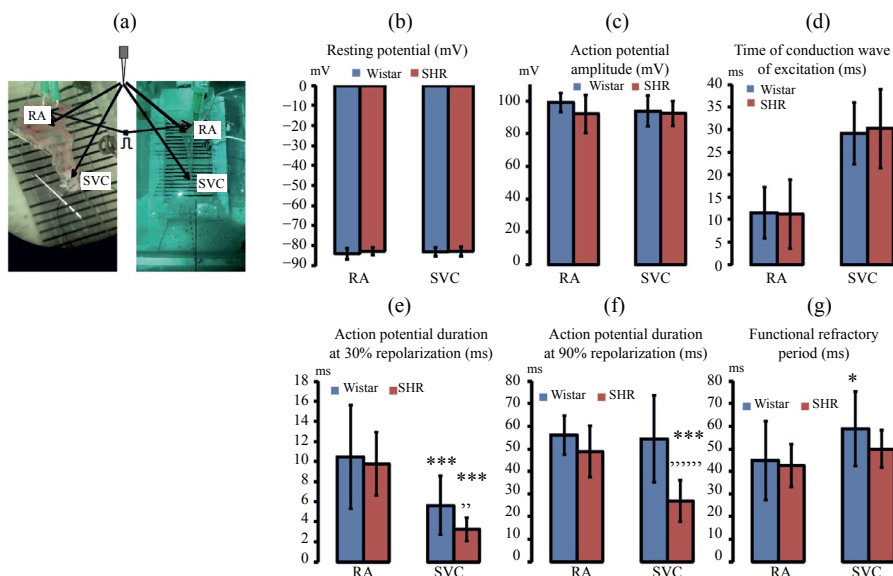 (a)
RA
SVC
RA
SVC
(b)
Resting potential (mV)
mV
Wistar SHR
0
−10
−20
−30
−40
−50
−60
−70
−80
−90
RA SVC
(c)
Action potential
amplitude (mV)
mV
Wistar SHR
100
80
60
40
20
0
RA SVC
(d)
Time of conduction wave
of excitation (ms)
ms
Wistar
SHR
40
35
30
25
20
15
10
5
0
RA SVC
(e)
Action potential duration
at 30% repolarization (ms)
ms
Wistar SHR
18
16
14
12
10
8
6
4
2
0
***
***
,,
RA SVC
(f)
Action potential duration
at 90% repolarization (ms)
ms
Wistar SHR
80
70
60
50
40
30
20
10
0
***
,,,,,,
RA SVC
(g)
Functional refractory
period (ms)
ms
Wistar SHR
80
70
60
50
40
30
20
10
0
*
RA SVC